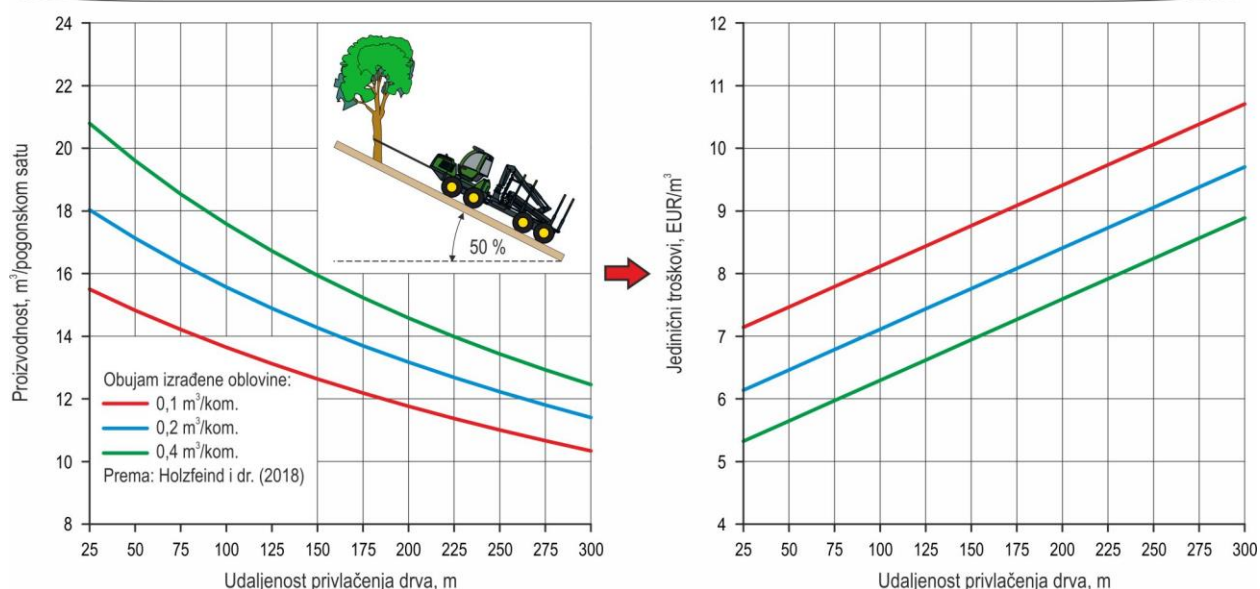 Proizvodnost, m³/pogonskom satu
24
22
20
18
16
14
12
10
8
50 %
Obujam izrađene oblovine:
0,1 m³/kom.
0,2 m³/kom.
0,4 m³/kom.
Prema: Holzfeind i dr. (2018)
25 50 75 100 125 150 175 200 225 250 275 300
Udaljenost privlačenja drva, m
Jedinični troškovi, EUR/m³
12
11
10
9
8
7
6
5
4
25 50 75 100 125 150 175 200 225 250 275 300
Udaljenost privlačenja drva, m